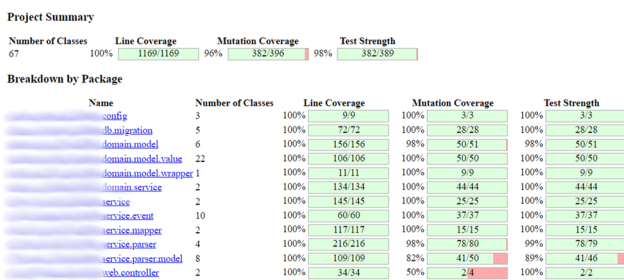 Project Summary
Number of Classes Line Coverage Mutation Coverage Test Strength
67 100% 1169/1169 96% 382/396 98% 382/389
Breakdown by Package
Name Number of Classes Line Coverage Mutation Coverage Test Strength
.config 3 100% 9/9 100% 3/3 100% 3/3
db.migration 5 100% 72/72 100% 28/28 100% 28/28
domain.model 6 100% 156/156 98% 50/51 98% 50/51
domain.model.value 22 100% 106/106 100% 50/50 100% 50/50
domain.model.wrapper 1 100% 11/11 100% 9/9 100% 9/9
domain.service 2 100% 134/134 100% 44/44 100% 44/44
service 2 100% 145/145 100% 25/25 100% 25/25
service.event 10 100% 60/60 100% 37/37 100% 37/37
service.mapper 2 100% 117/117 100% 15/15 100% 15/15
service.parser 4 100% 216/216 98% 78/80 99% 78/79
service.parser.model 8 100% 109/109 82% 41/50 89% 41/46
web.controller 2 100% 34/34 50% 2/4 100% 2/2